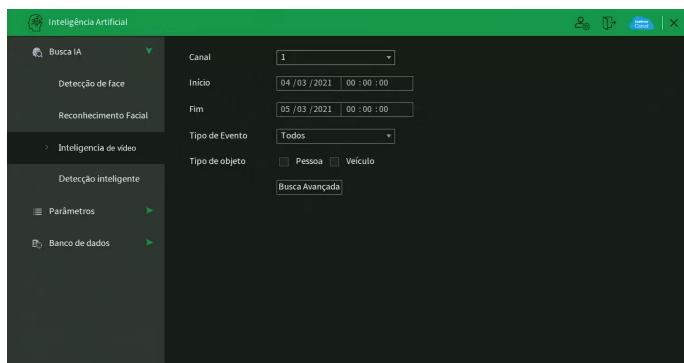 Inteligência Artificial
Busca IA
Detecção de face
Reconhecimento Facial
Inteligencia de vídeo
Detecção inteligente
Parâmetros
Banco de dados
Canal 1
Início 04 /03 /2021 00 : 00 : 00
Fim 05 /03 /2021 00 : 00 : 00
Tipo de Evento Todos
Tipo de objeto Pessoa Veículo
Busca Avançada